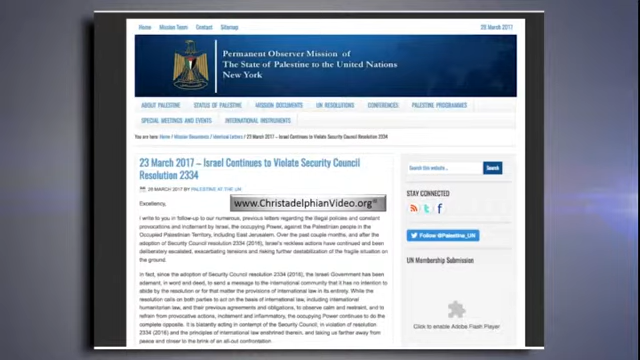 Home Mission Team Contact Sitemap 28 March 2017
Permanent Observer Mission of
The State of Palestine to the United Nations
New York
ABOUT PALESTINE STATUS OF PALESTINE MISSION DOCUMENTS UN RESOLUTIONS CONFERENCES PALESTINE PROGRAMMES
SPECIAL MEETINGS AND EVENTS INTERNATIONAL INSTRUMENTS
You are here: Home / Mission Documents / Identical Letters / 23 March 2017 – Israel Continues to Violate Security Council Resolution 2334
23 March 2017 – Israel Continues to Violate Security Council
Resolution 2334
BY PALESTINE AT THE UN
Excellency,
www.ChristadelphianVideo.org®
I write to you in follow-up to our numerous, previous letters regarding the illegal policies and constant
provocations and incitement by Israel, the occupying Power, against the Palestinian people in the
Occupied Palestinian Territory, including East Jerusalem. Over the past couple months, and after the
adoption of Security Council resolution 2334 (2016), Israel's reckless actions have continued and been
deliberately escalated, exacerbating tensions and risking further destabilization of the fragile situation on
the ground.
In fact, since the adoption of Security Council resolution 2334 (2016), the Israeli Government has been
adamant, in word and deed, to send a message to the international community that it has no intention to
abide by the resolution or for that matter the provisions of international law in its entirety. While the
resolution calls on both parties to act on the basis of international law, including international
humanitarian law, and their previous agreements and obligations, to observe calm and restraint, and to
refrain from provocative actions, incitement and inflammatory, the occupying Power continues to do the
complete opposite. It is blatantly acting in contempt of the Security Council, in violation of resolution
2334 (2016) and the principles of international law enshrined therein, and taking us farther away from
peace and closer to the brink of an all-out confrontation
Search this website... Search
STAY CONNECTED
Follow @Palestine_UN
UN Membership Submission
Click to enable Adobe Flash Player